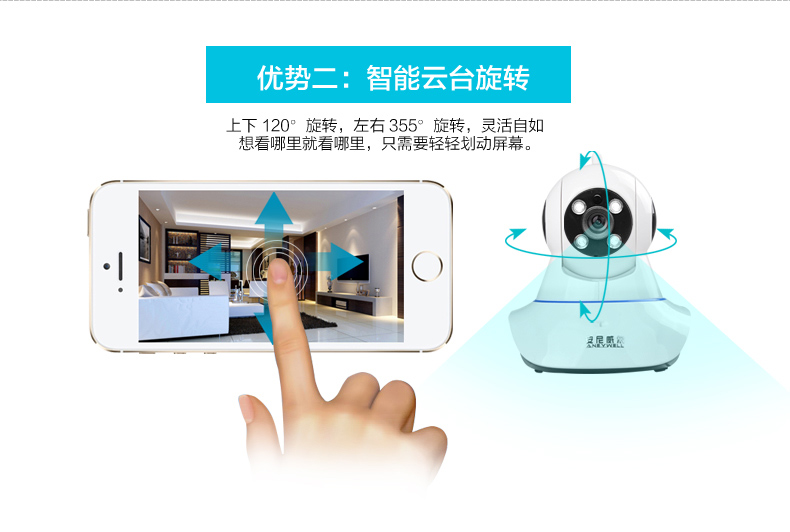 优势二：智能云台旋转
上下 120° 旋转，左右 355° 旋转，灵活自如
想看哪里就看哪里，只需要轻轻划动屏幕。
ANEYWELL